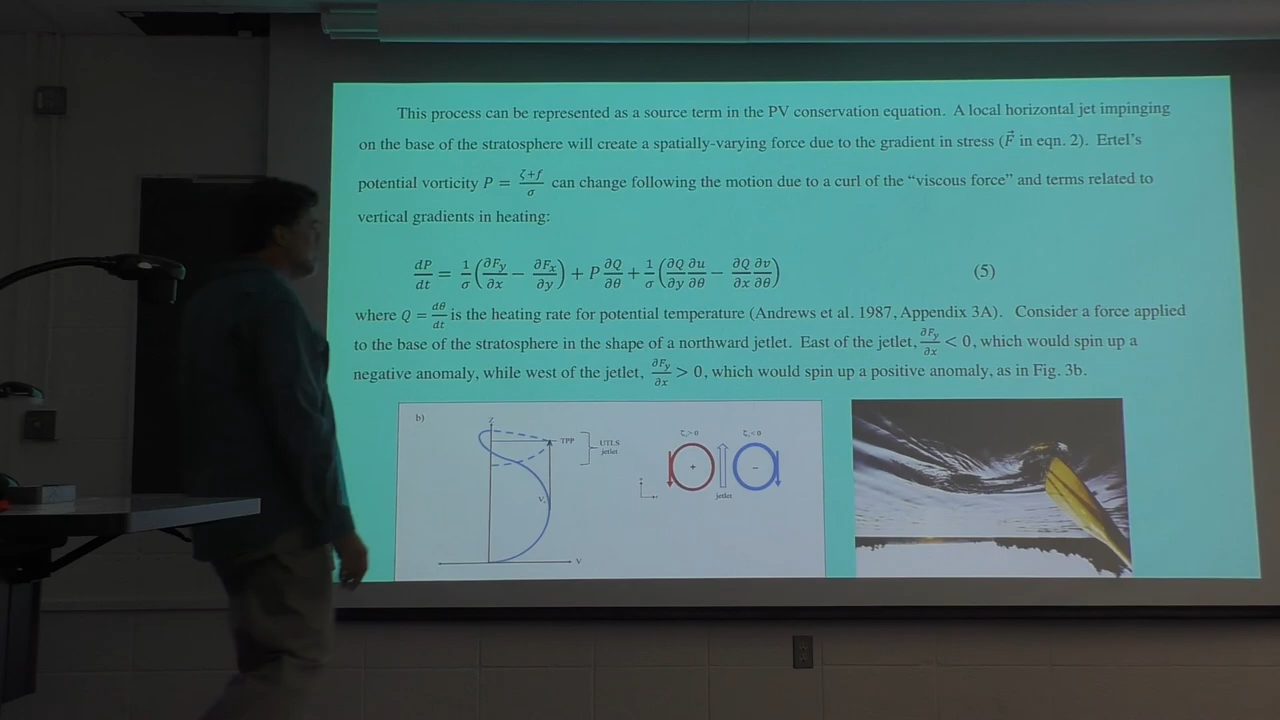 This process can be represented as a source term in the PV conservation equation. A local horizontal jet impinging
on the base of the stratosphere will create a spatially-varying force due to the gradient in stress (F⃗ in eqn. 2). Ertel's
potential vorticity P = (ζ+f)/σ can change following the motion due to a curl of the “viscous force” and terms related to
vertical gradients in heating:
dP/dt = 1/σ (∂Fy/∂x − ∂Fx/∂y) + P ∂Q/∂θ + 1/σ (∂Q/∂y ∂u/∂θ − ∂Q/∂x ∂v/∂θ) (5)
where Q = dθ/dt is the heating rate for potential temperature (Andrews et al. 1987, Appendix 3A). Consider a force applied
to the base of the stratosphere in the shape of a northward jetlet. East of the jetlet, ∂Fy/∂x < 0, which would spin up a
negative anomaly, while west of the jetlet, ∂Fy/∂x > 0, which would spin up a positive anomaly, as in Fig. 3b.
b)
Z
TPP
UTLS
jetlet
V
V
ζ>0
ζ<0
+
−
jetlet